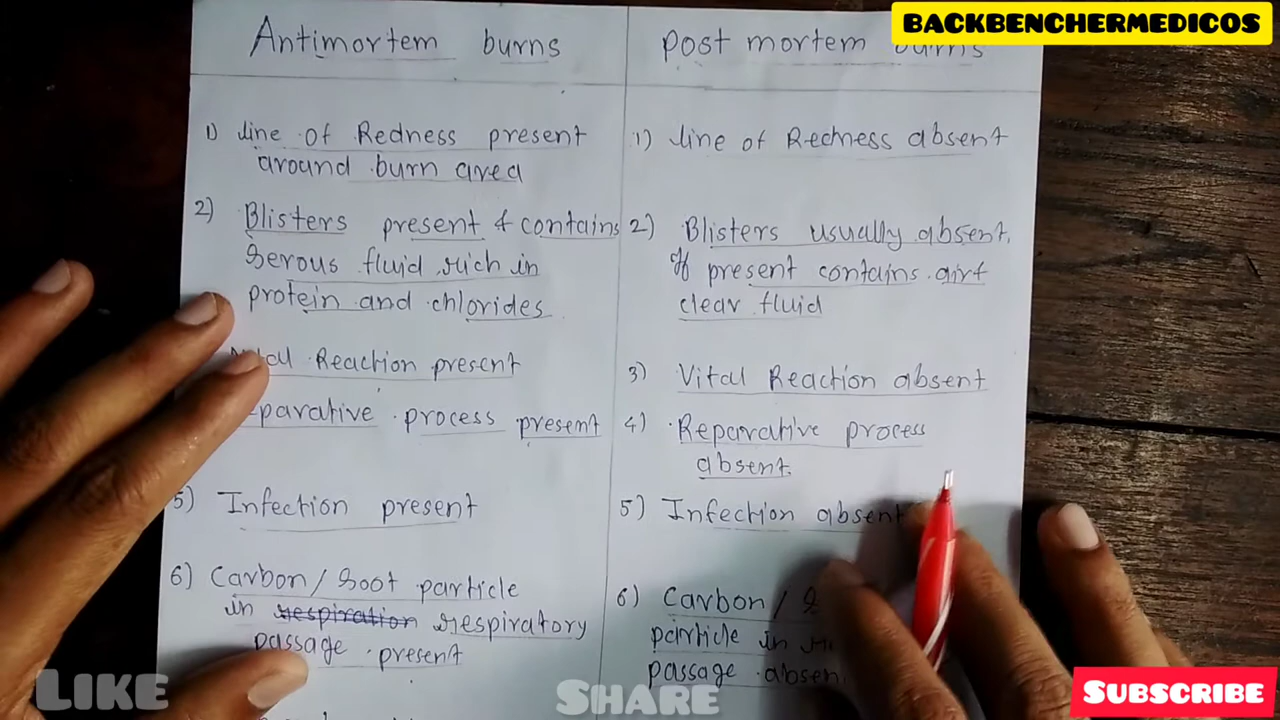 BACKBENCHERMEDICOS
Antimortem burns
post mortem burns
1) line of Redness present
around burn area
2) Blisters present & contains
serous fluid rich in
protein and chlorides
Reaction present
process present
5) Infection present
6) Carbon / Soot particle
in respiration respiratory
passage present
1) line of Redness absent
2) Blisters usually absent.
If present contains air &
clear fluid
3) Vital Reaction absent
4) Reparative process
absent.
5) Infection absent
6) Carbon /
particle in
passage absen
LIKE
SHARE
SUBSCRIBE